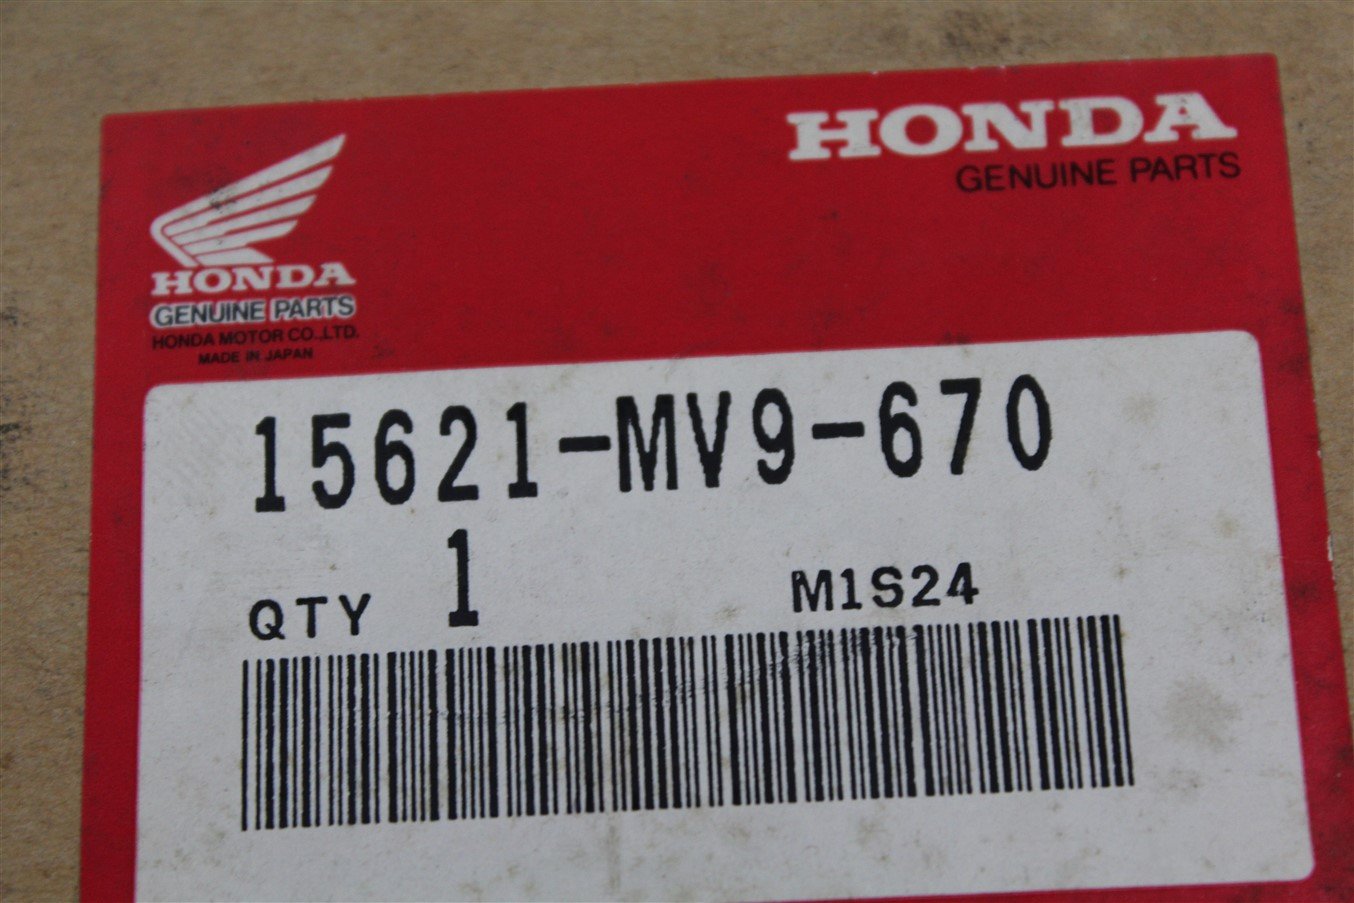 HONDA
GENUINE PARTS
HONDA
GENUINE PARTS
HONDA MOTOR CO.,LTD.
MADE IN JAPAN
15621-MV9-670
QTY 1 M1S24